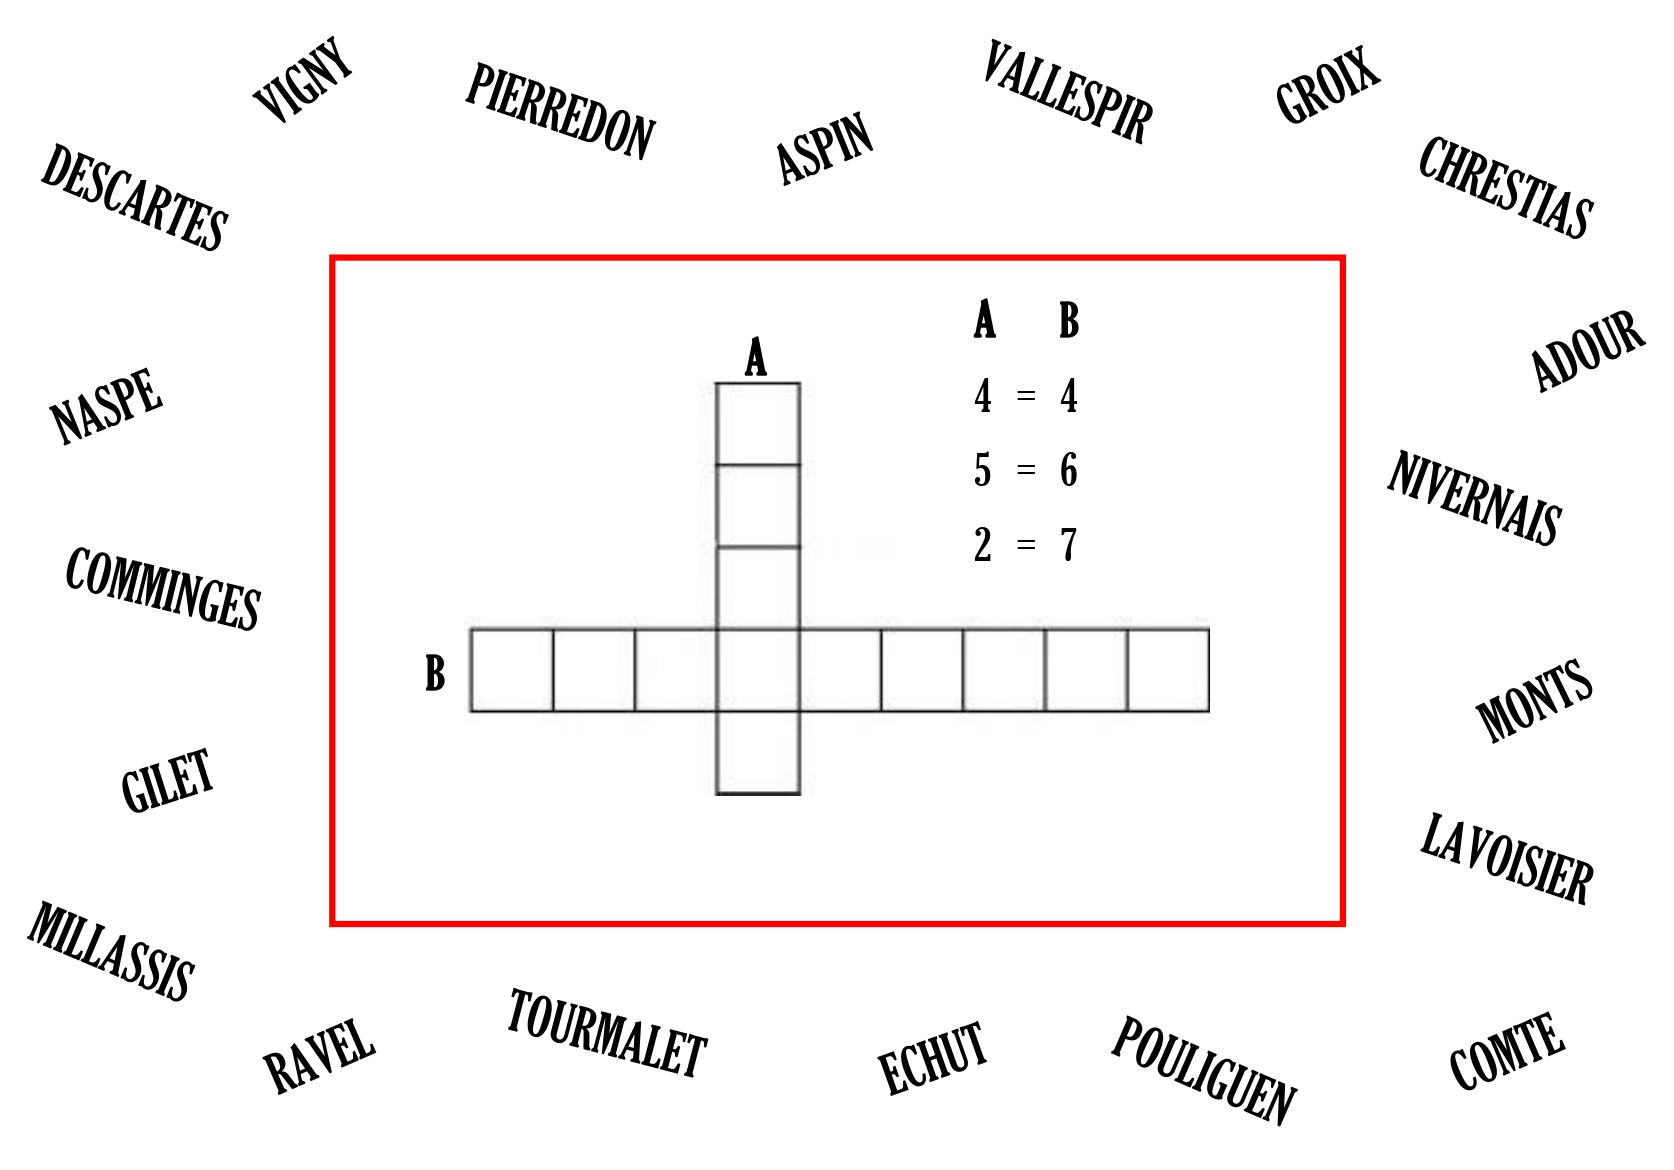 VIGNY
PIERREDON
VALLESPIR
GROIX
ASPIN
DESCARTES
CHRESTIAS
A B
ADOUR
A
4 = 4
NASPE
5 = 6
NIVERNAIS
2 = 7
COMMINGES
B
MONTS
GILET
LAVOISIER
MILLASSIS
RAVEL
TOURMALET
ECHUT
POULIGUEN
COMTE